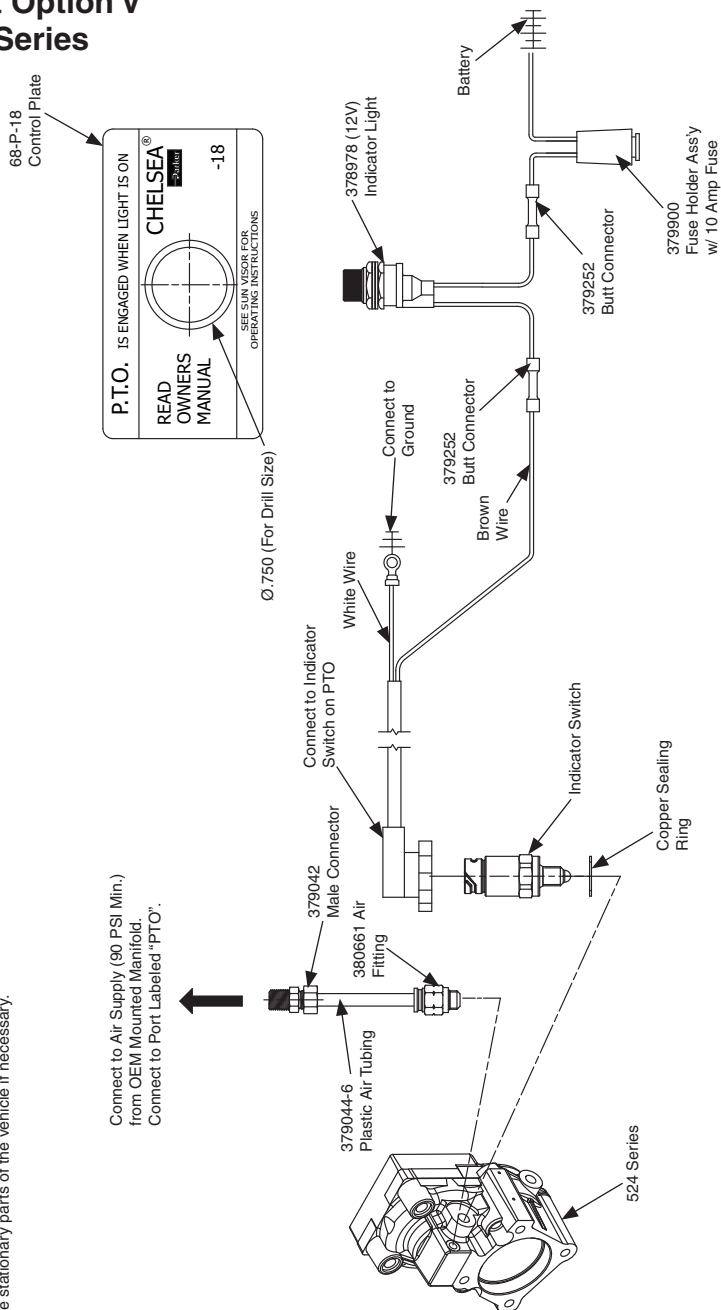 Option V
Series
e stationary parts of the vehicle if necessary.
68-P-18
Control Plate
P.T.O. IS ENGAGED WHEN LIGHT IS ON
READ
OWNERS
MANUAL
CHELSEA®
Parker
-18
SEE SUN VISOR FOR
OPERATING INSTRUCTIONS
Ø.750 (For Drill Size)
Connect to Air Supply (90 PSI Min.)
from OEM Mounted Manifold.
Connect to Port Labeled "PTO".
379042
Male Connector
380661 Air
Fitting
379044-6
Plastic Air Tubing
524 Series
Connect to Indicator
Switch on PTO
Indicator Switch
Copper Sealing
Ring
White Wire
Connect to
Ground
Brown
Wire
379252
Butt Connector
378978 (12V)
Indicator Light
379252
Butt Connector
Battery
379900
Fuse Holder Ass'y
w/ 10 Amp Fuse